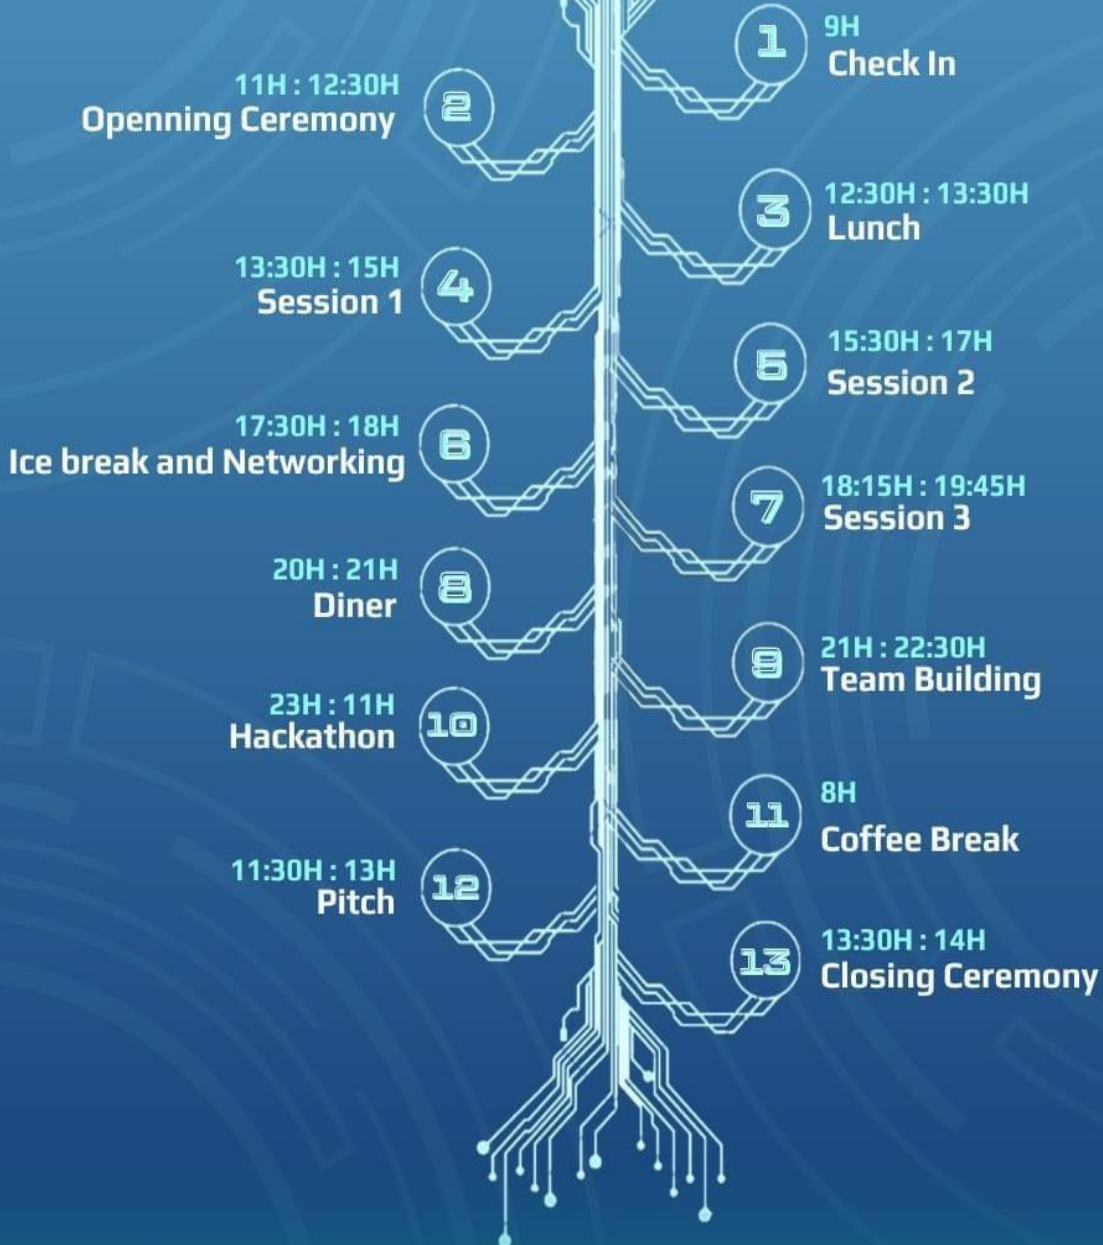 1
9H
Check In
2
11H : 12:30H
Openning Ceremony
3
12:30H : 13:30H
Lunch
4
13:30H : 15H
Session 1
5
15:30H : 17H
Session 2
6
17:30H : 18H
Ice break and Networking
7
18:15H : 19:45H
Session 3
8
20H : 21H
Diner
9
21H : 22:30H
Team Building
10
23H : 11H
Hackathon
11
8H
Coffee Break
12
11:30H : 13H
Pitch
13
13:30H : 14H
Closing Ceremony